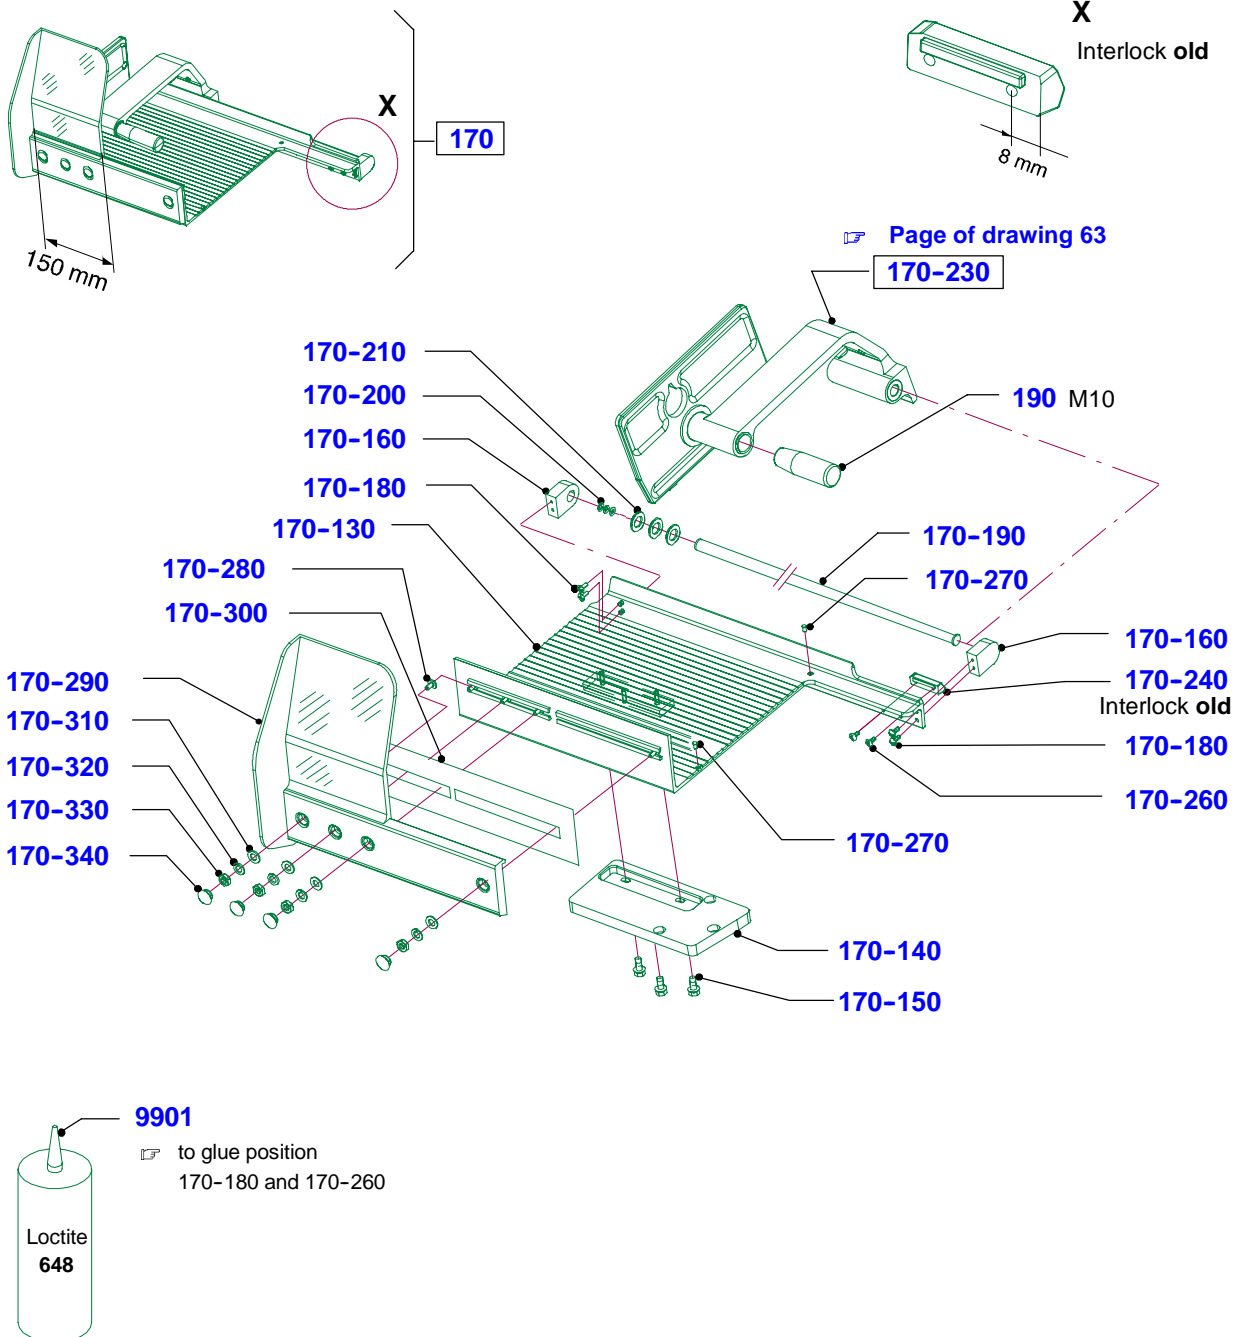 X
Interlock old
X
170
8 mm
150 mm
☞ Page of drawing 63
170-230
170-210
170-200
190 M10
170-160
170-180
170-130
170-190
170-280
170-270
170-300
170-160
170-290
170-240
Interlock old
170-310
170-180
170-320
170-260
170-330
170-270
170-340
170-140
170-150
9901
☞ to glue position
170-180 and 170-260
Loctite
648